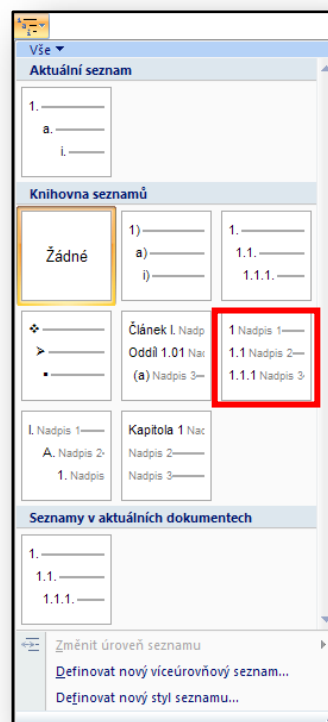 Vše
Aktuální seznam
1.
a.
i.
Knihovna seznamů
Žádné
1)
a)
i)
1.
1.1.
1.1.1.
Článek I. Nadp
Oddíl 1.01 Nac
(a) Nadpis 3
1 Nadpis 1
1.1 Nadpis 2
1.1.1 Nadpis 3
I. Nadpis 1
A. Nadpis 2
1. Nadpis
Kapitola 1 Nac
Nadpis 2
Nadpis 3
Seznamy v aktuálních dokumentech
1.
1.1.
1.1.1.
Změnit úroveň seznamu
Definovat nový víceúrovňový seznam...
Definovat nový styl seznamu...